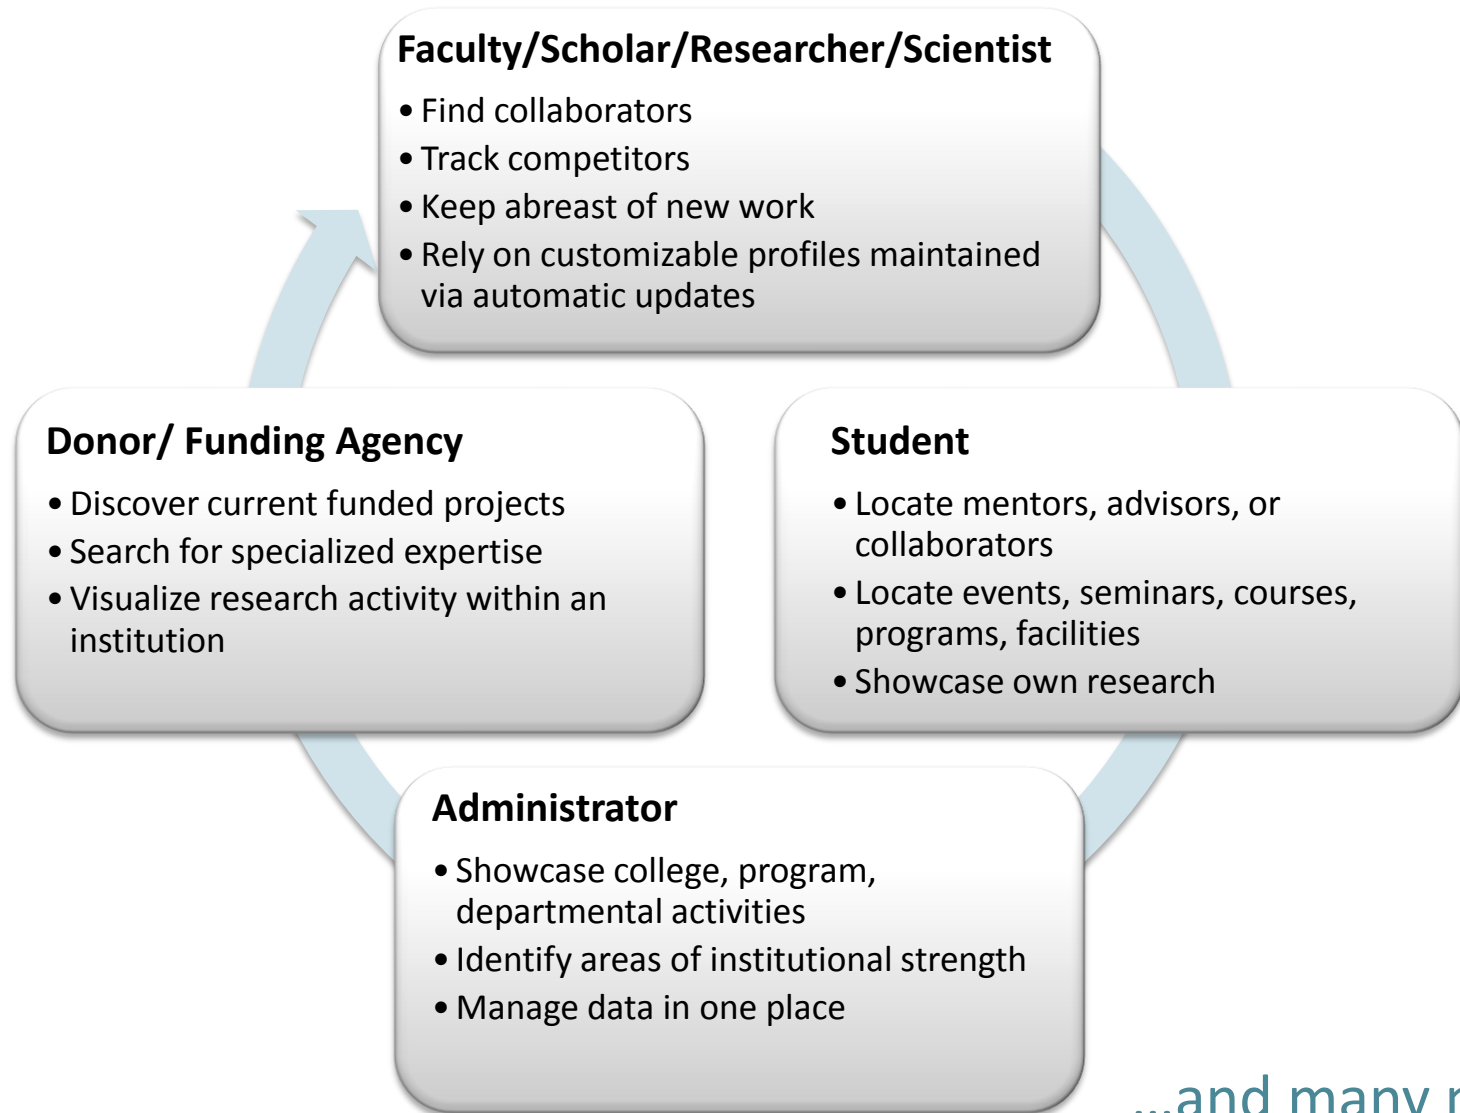 Faculty/Scholar/Researcher/Scientist
• Find collaborators
• Track competitors
• Keep abreast of new work
• Rely on customizable profiles maintained
via automatic updates
Donor/ Funding Agency
• Discover current funded projects
• Search for specialized expertise
• Visualize research activity within an
institution
Student
• Locate mentors, advisors, or
collaborators
• Locate events, seminars, courses,
programs, facilities
• Showcase own research
Administrator
• Showcase college, program,
departmental activities
• Identify areas of institutional strength
• Manage data in one place
...and many